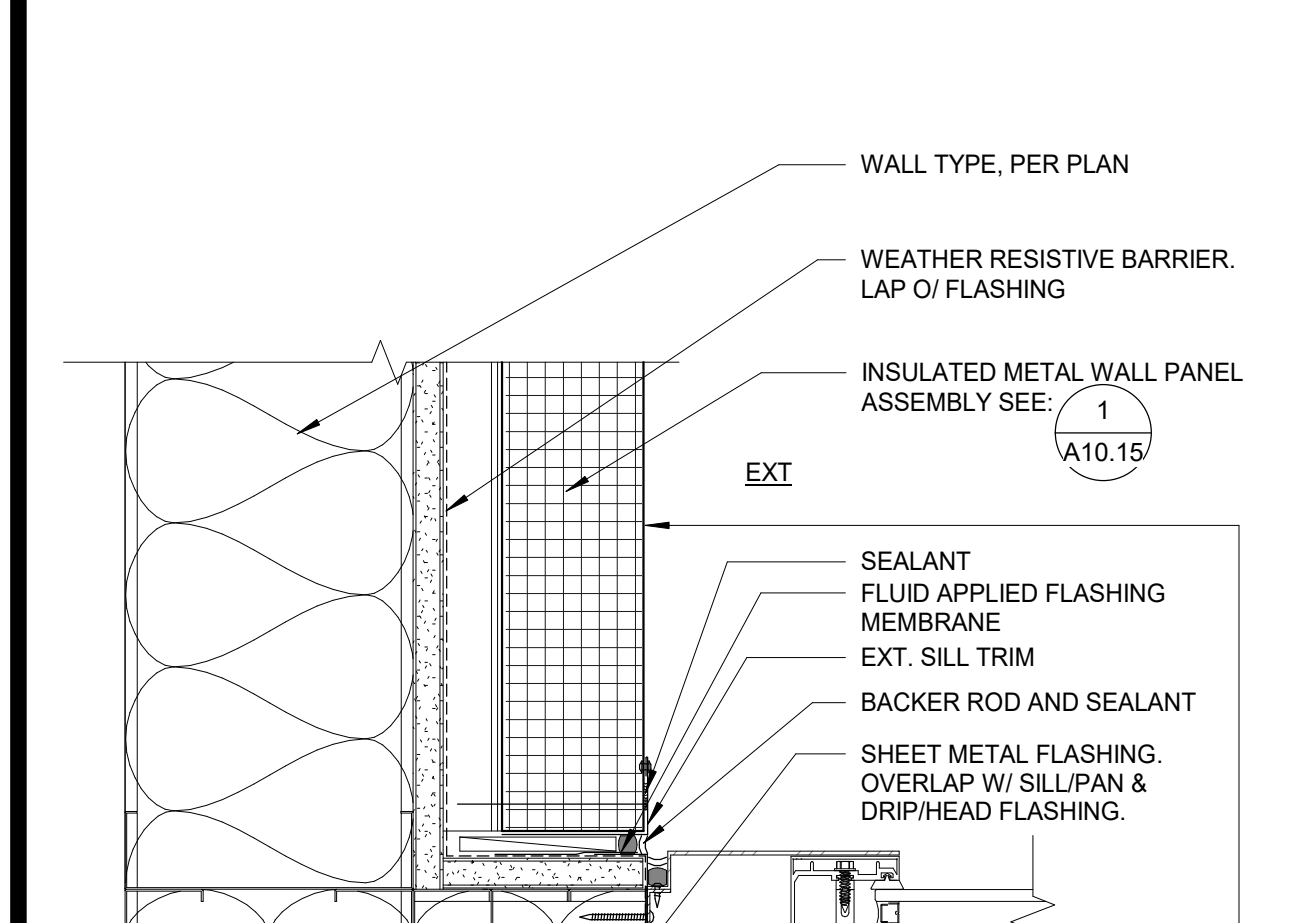 WALL TYPE, PER PLAN
WEATHER RESISTIVE BARRIER.
LAP O/ FLASHING
INSULATED METAL WALL PANEL
ASSEMBLY SEE:
1
A10.15
EXT
SEALANT
FLUID APPLIED FLASHING
MEMBRANE
EXT. SILL TRIM
BACKER ROD AND SEALANT
SHEET METAL FLASHING.
OVERLAP W/ SILL/PAN &
DRIP/HEAD FLASHING.